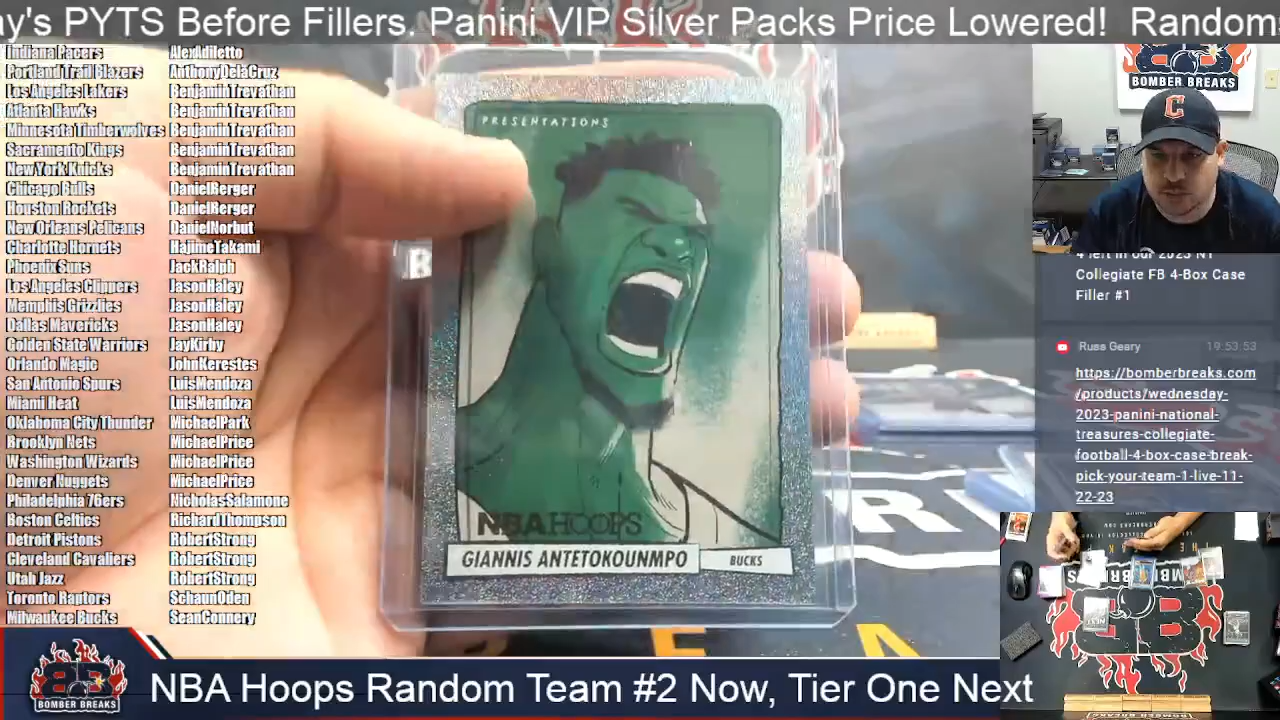 y's PYTS Before Fillers. Panini VIP Silver Packs Price Lowered! Random
Indiana Pacers AlexAdiletto
Portland Trail Blazers AnthonyDelaCruz
Los Angeles Lakers BenjaminTrevathan
Atlanta Hawks BenjaminTrevathan
Minnesota Timberwolves BenjaminTrevathan
Sacramento Kings BenjaminTrevathan
New York Knicks BenjaminTrevathan
Chicago Bulls DanielBerger
Houston Rockets DanielBerger
New Orleans Pelicans DanielNorbut
Charlotte Hornets HajimeTakami
Phoenix Suns JackRalph
Los Angeles Clippers JasonHaley
Memphis Grizzlies JasonHaley
Dallas Mavericks JasonHaley
Golden State Warriors JayKirby
Orlando Magic JohnKerestes
San Antonio Spurs LuisMendoza
Miami Heat LuisMendoza
Oklahoma City Thunder MichaelPark
Brooklyn Nets MichaelPrice
Washington Wizards MichaelPrice
Denver Nuggets MichaelPrice
Philadelphia 76ers NicholasSalamone
Boston Celtics RichardThompson
Detroit Pistons RobertStrong
Cleveland Cavaliers RobertStrong
Utah Jazz RobertStrong
Toronto Raptors SchaunOden
Milwaukee Bucks SeanConnery
PRESENTATIONS
NBA HOOPS
GIANNIS ANTETOKOUNMPO BUCKS
BOMBER BREAKS
C
4 left in our 2023 NT
Collegiate FB 4-Box Case
Filler #1
Russ Geary 19:53:53
https://bomberbreaks.com
/products/wednesday-
2023-panini-national-
treasures-collegiate-
football-4-box-case-break-
pick-your-team-1-live-11-
22-23
BOMBER BREAKS
NBA Hoops Random Team #2 Now, Tier One Next